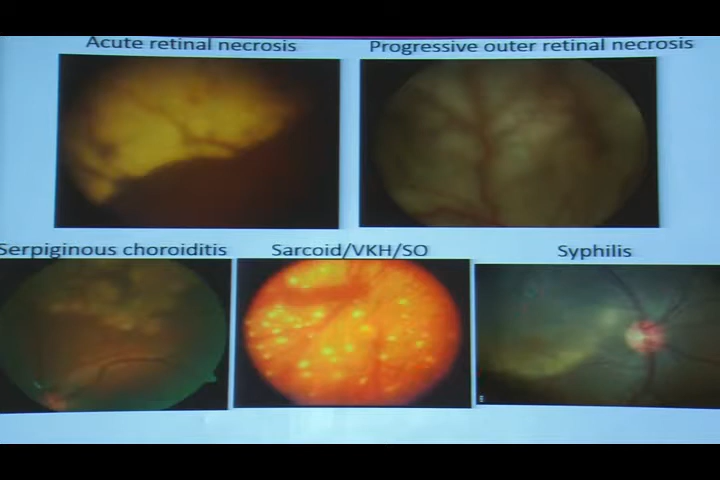 Acute retinal necrosis
Progressive outer retinal necrosis
Serpiginous choroiditis
Sarcoid/VKH/SO
Syphilis